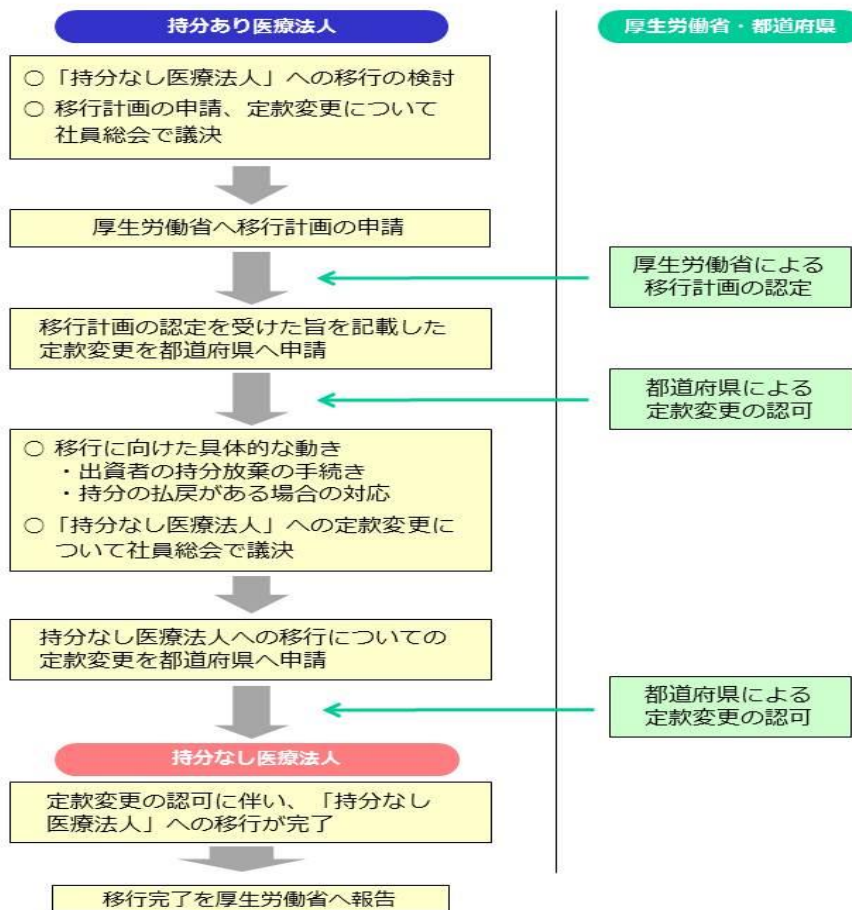 持分あり医療法人
厚生労働省・都道府県
○ 「持分なし医療法人」への移行の検討
○ 移行計画の申請、定款変更について
社員総会で議決
厚生労働省へ移行計画の申請
厚生労働省による
移行計画の認定
移行計画の認定を受けた旨を記載した
定款変更を都道府県へ申請
都道府県による
定款変更の認可
○ 移行に向けた具体的な動き
・出資者の持分放棄の手続き
・持分の払戻がある場合の対応
○ 「持分なし医療法人」への定款変更に
ついて社員総会で議決
持分なし医療法人への移行についての
定款変更を都道府県へ申請
都道府県による
定款変更の認可
持分なし医療法人
定款変更の認可に伴い、「持分なし
医療法人」への移行が完了
移行完了を厚生労働省へ報告